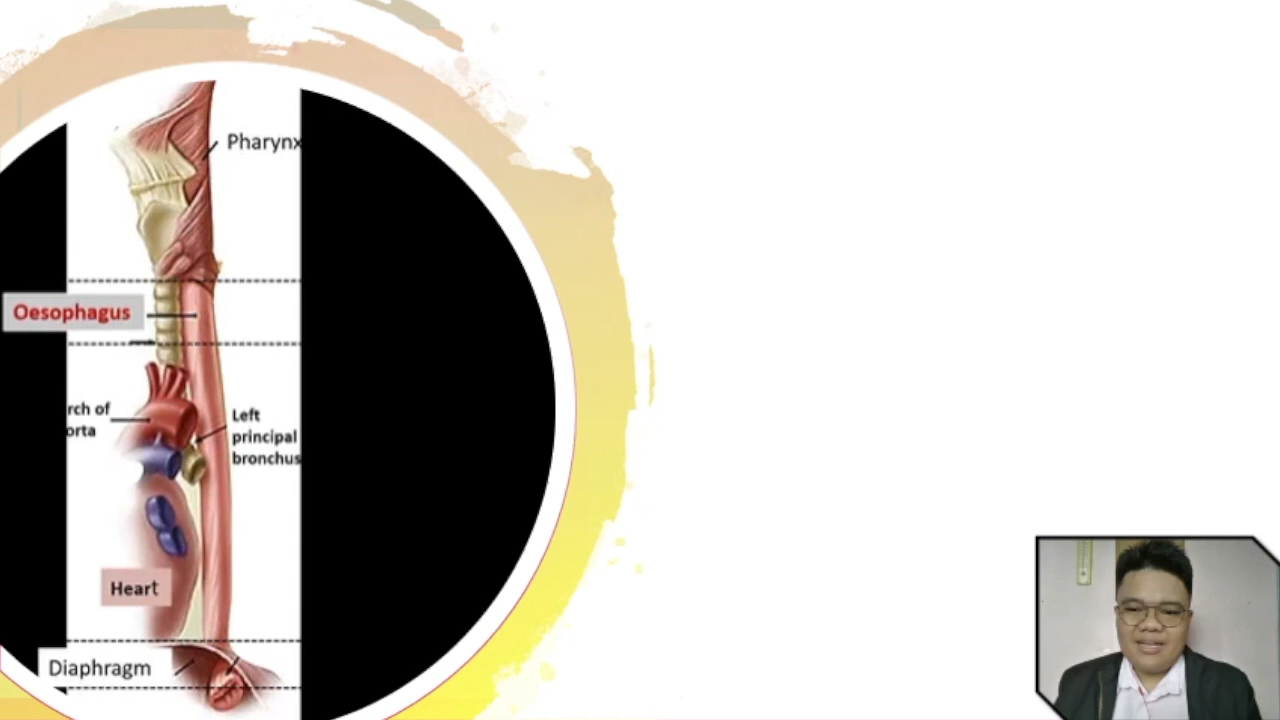 Pharynx
Oesophagus
rch of
orta
Left
principal
bronchus
Heart
Diaphragm